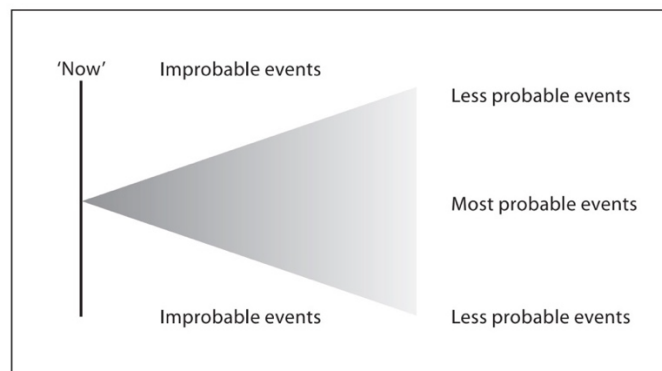 ‘Now’
Improbable events
Less probable events
Most probable events
Improbable events
Less probable events